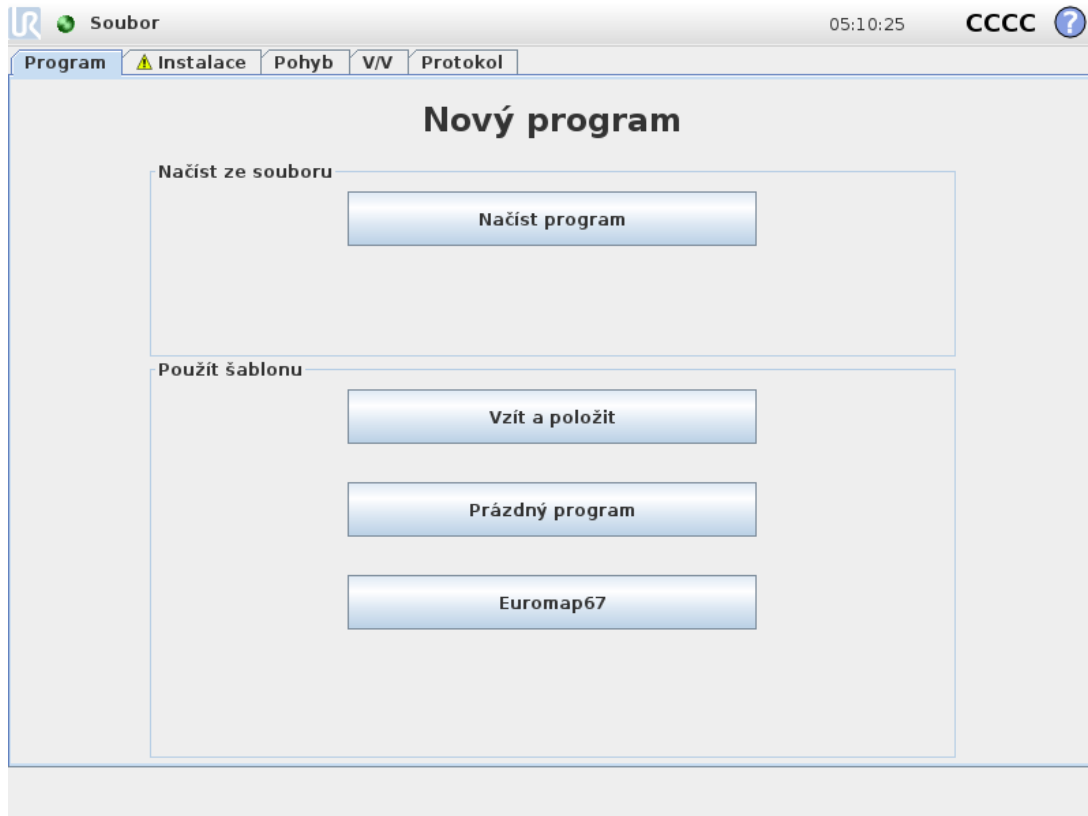 UR Soubor 05:10:25 CCCC ?
Program Instalace Pohyb V/V Protokol
Nový program
Načíst ze souboru
Načíst program
Použít šablonu
Vzít a položit
Prázdný program
Euromap67